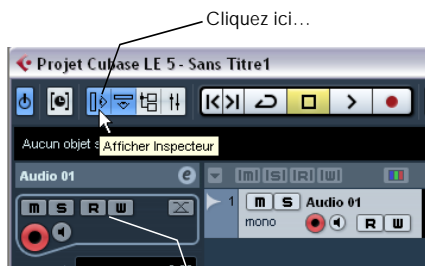 Cliquez ici…
Projet Cubase LE 5 - Sans Titre1
Aucun objet s
Afficher Inspecteur
Audio 01 e m s R W
m s R W
1 m s Audio 01
mono R W